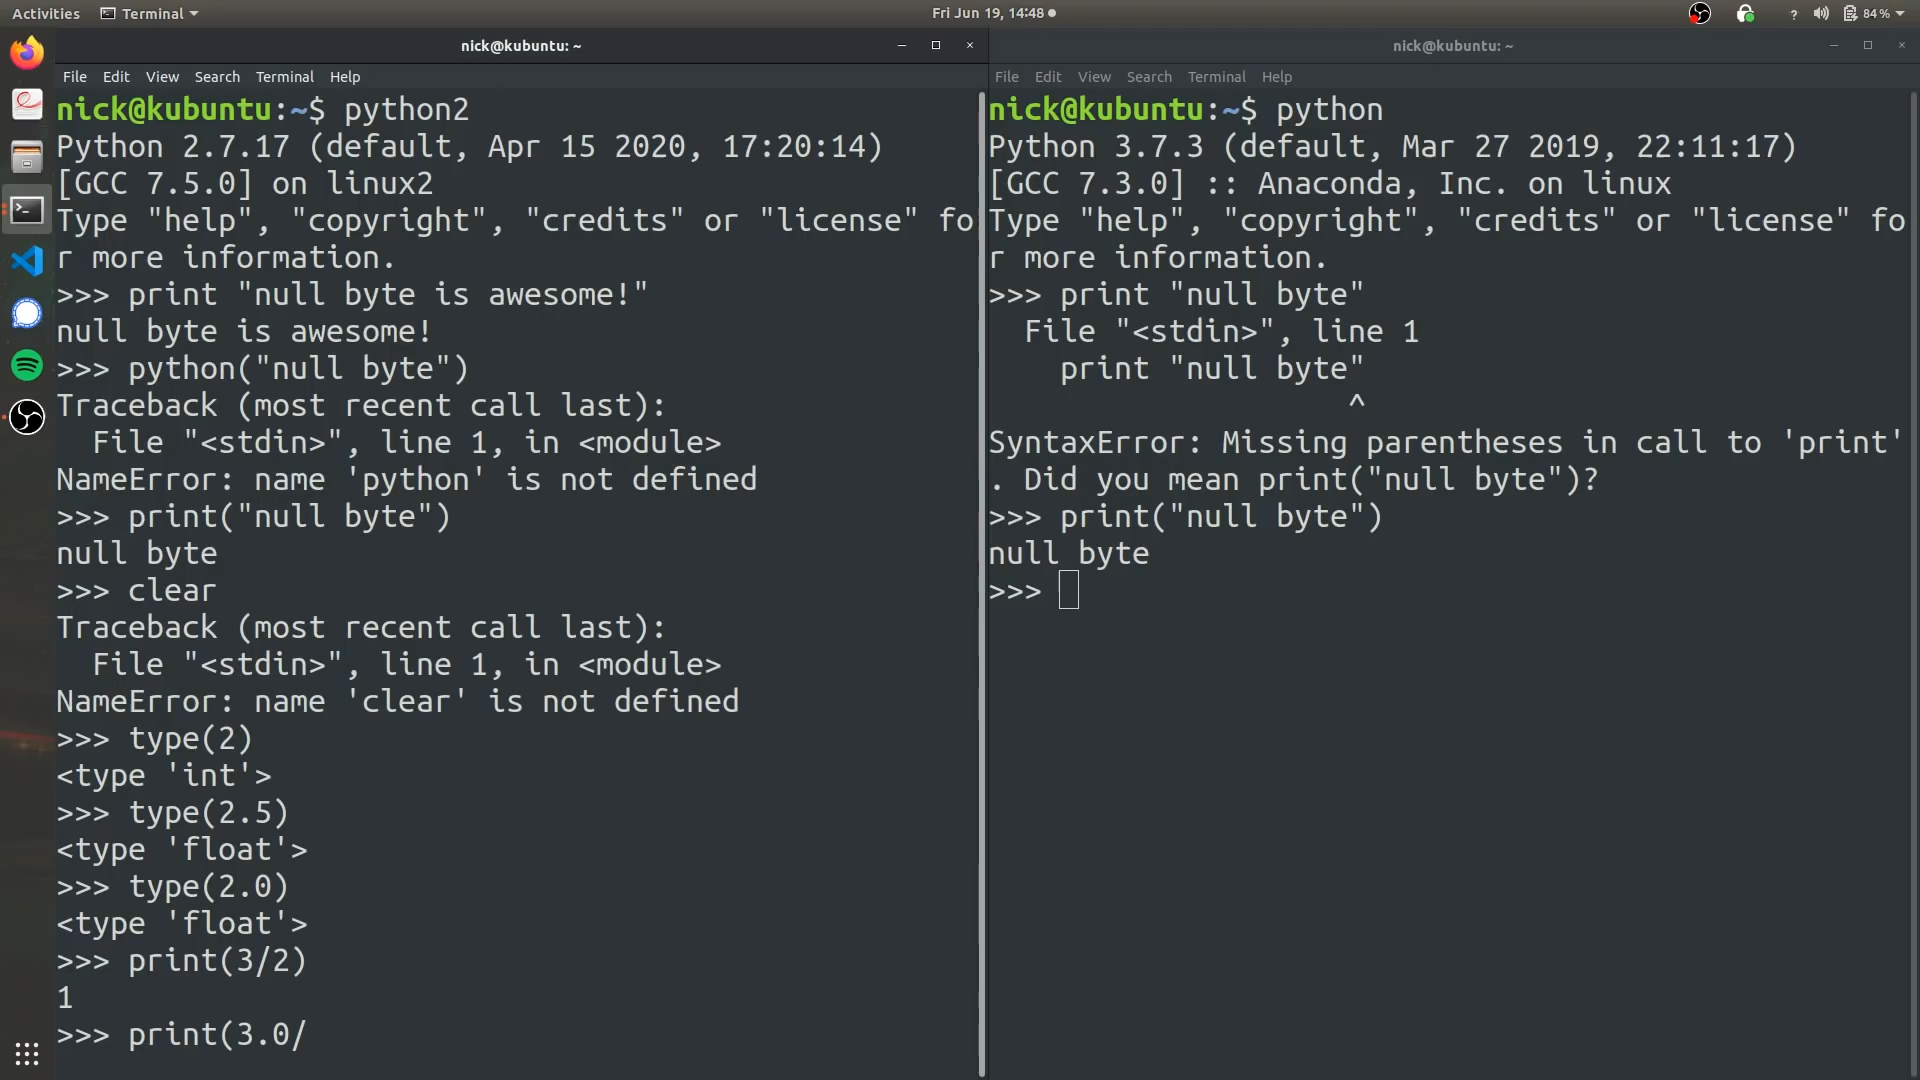 Activities Terminal Fri Jun 19, 14:48 ? 84%
nick@kubuntu: ~
File Edit View Search Terminal Help
nick@kubuntu:~$ python2
Python 2.7.17 (default, Apr 15 2020, 17:20:14)
[GCC 7.5.0] on linux2
Type "help", "copyright", "credits" or "license" fo
r more information.
>>> print "null byte is awesome!"
null byte is awesome!
>>> python("null byte")
Traceback (most recent call last):
  File "<stdin>", line 1, in <module>
NameError: name 'python' is not defined
>>> print("null byte")
null byte
>>> clear
Traceback (most recent call last):
  File "<stdin>", line 1, in <module>
NameError: name 'clear' is not defined
>>> type(2)
<type 'int'>
>>> type(2.5)
<type 'float'>
>>> type(2.0)
<type 'float'>
>>> print(3/2)
1
>>> print(3.0/
nick@kubuntu: ~
File Edit View Search Terminal Help
nick@kubuntu:~$ python
Python 3.7.3 (default, Mar 27 2019, 22:11:17)
[GCC 7.3.0] :: Anaconda, Inc. on linux
Type "help", "copyright", "credits" or "license" fo
r more information.
>>> print "null byte"
  File "<stdin>", line 1
    print "null byte"
                    ^
SyntaxError: Missing parentheses in call to 'print'
. Did you mean print("null byte")?
>>> print("null byte")
null byte
>>>